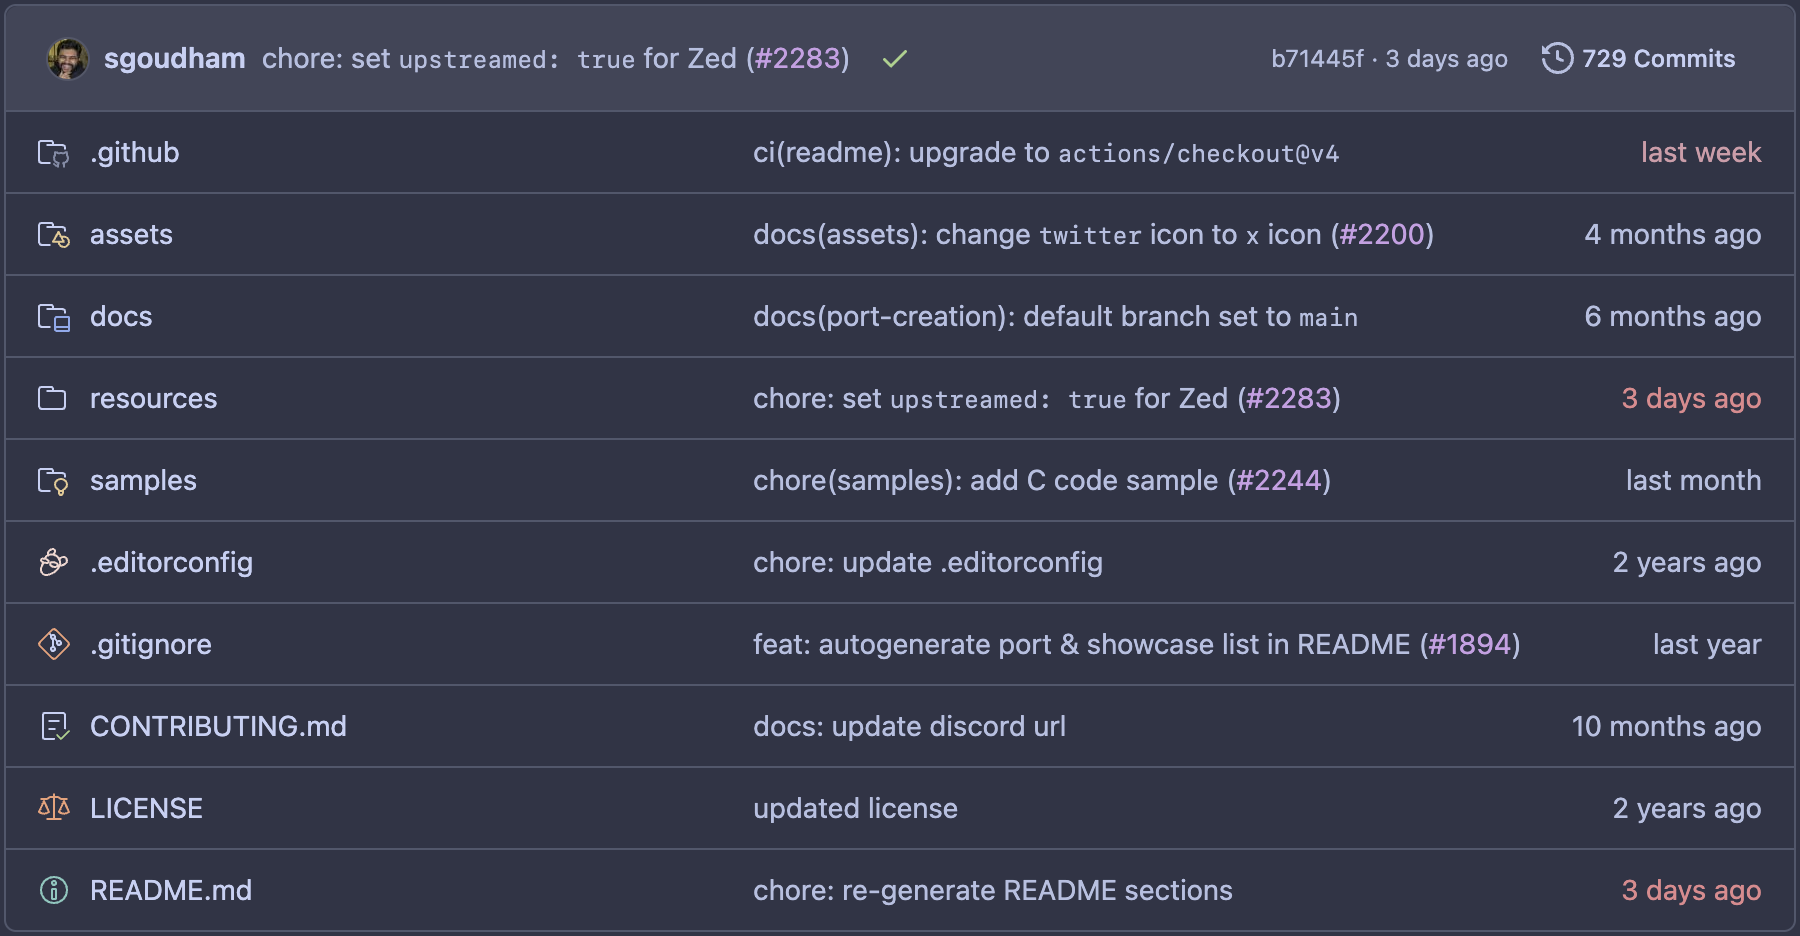 sgoudham chore: set upstreamed: true for Zed (#2283) b71445f · 3 days ago 729 Commits
.github ci(readme): upgrade to actions/checkout@v4 last week
assets docs(assets): change twitter icon to x icon (#2200) 4 months ago
docs docs(port-creation): default branch set to main 6 months ago
resources chore: set upstreamed: true for Zed (#2283) 3 days ago
samples chore(samples): add C code sample (#2244) last month
.editorconfig chore: update .editorconfig 2 years ago
.gitignore feat: autogenerate port & showcase list in README (#1894) last year
CONTRIBUTING.md docs: update discord url 10 months ago
LICENSE updated license 2 years ago
README.md chore: re-generate README sections 3 days ago